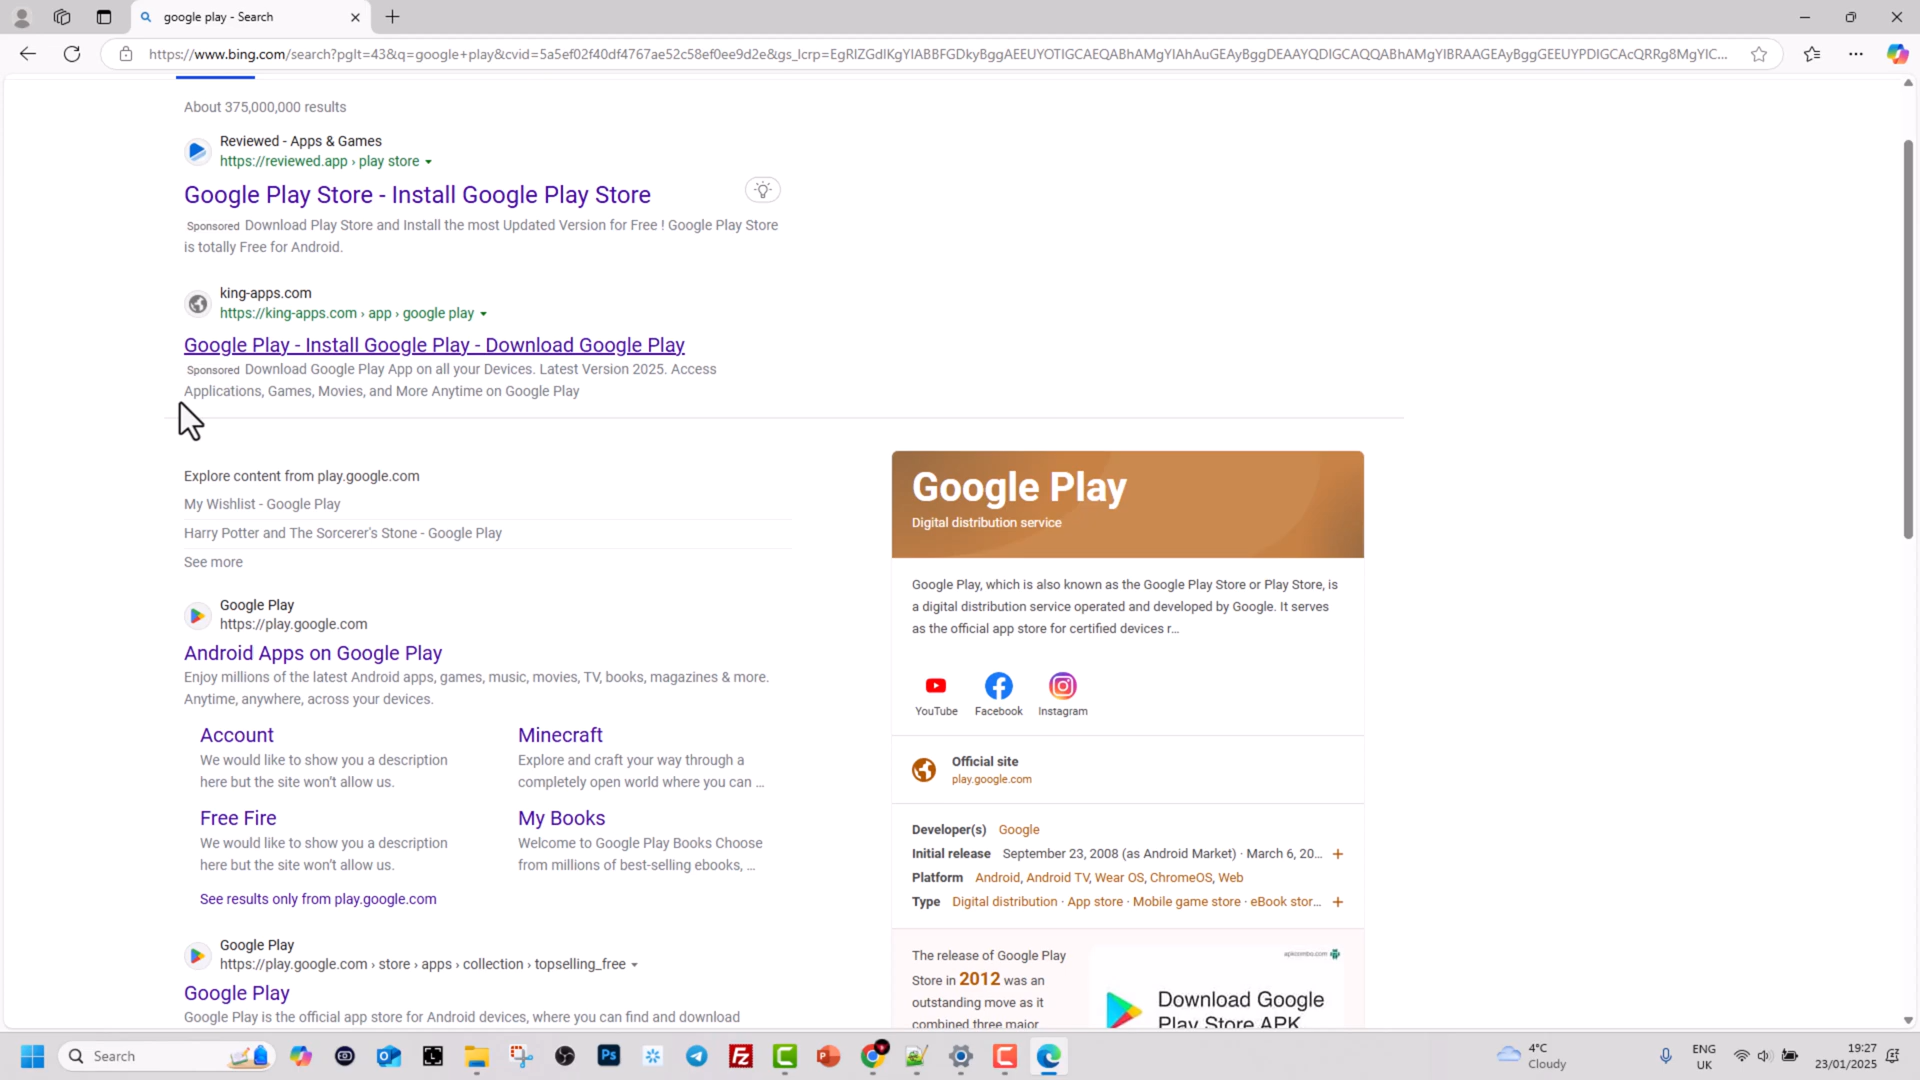 google play - Search
https://www.bing.com/search?pglt=43&q=google+play&cvid=5a5ef02f40df4767ae52c58ef0ee9d2e&gs_lcrp=EgRlZGdlKgYIABBFGDkyBggAEEUYOTIGCAEQABhAMgYIAhAuGEAyBggDEAAYQDIGCAQQABhAMgYIBRAAGEAyBggGEEUYPDIGCAcQRRg8MgYIC...
About 375,000,000 results
Reviewed - Apps & Games
https://reviewed.app › play store
Google Play Store - Install Google Play Store
Sponsored Download Play Store and Install the most Updated Version for Free ! Google Play Store
is totally Free for Android.
king-apps.com
https://king-apps.com › app › google play
Google Play - Install Google Play - Download Google Play
Sponsored Download Google Play App on all your Devices. Latest Version 2025. Access
Applications, Games, Movies, and More Anytime on Google Play
Explore content from play.google.com
My Wishlist - Google Play
Harry Potter and The Sorcerer's Stone - Google Play
See more
Google Play
https://play.google.com
Android Apps on Google Play
Enjoy millions of the latest Android apps, games, music, movies, TV, books, magazines & more.
Anytime, anywhere, across your devices.
Account
We would like to show you a description
here but the site won't allow us.
Minecraft
Explore and craft your way through a
completely open world where you can ...
Free Fire
We would like to show you a description
here but the site won't allow us.
My Books
Welcome to Google Play Books Choose
from millions of best-selling ebooks, ...
See results only from play.google.com
Google Play
https://play.google.com › store › apps › collection › topselling_free
Google Play
Google Play is the official app store for Android devices, where you can find and download
Google Play
Digital distribution service
Google Play, which is also known as the Google Play Store or Play Store, is
a digital distribution service operated and developed by Google. It serves
as the official app store for certified devices r...
YouTube
Facebook
Instagram
Official site
play.google.com
Developer(s) Google
Initial release September 23, 2008 (as Android Market) · March 6, 20... +
Platform Android, Android TV, Wear OS, ChromeOS, Web
Type Digital distribution · App store · Mobile game store · eBook stor... +
The release of Google Play
Store in 2012 was an
outstanding move as it
combined three major
apkcombo.com
Download Google
Play Store APK
Search
4°C
Cloudy
ENG
UK
19:27
23/01/2025